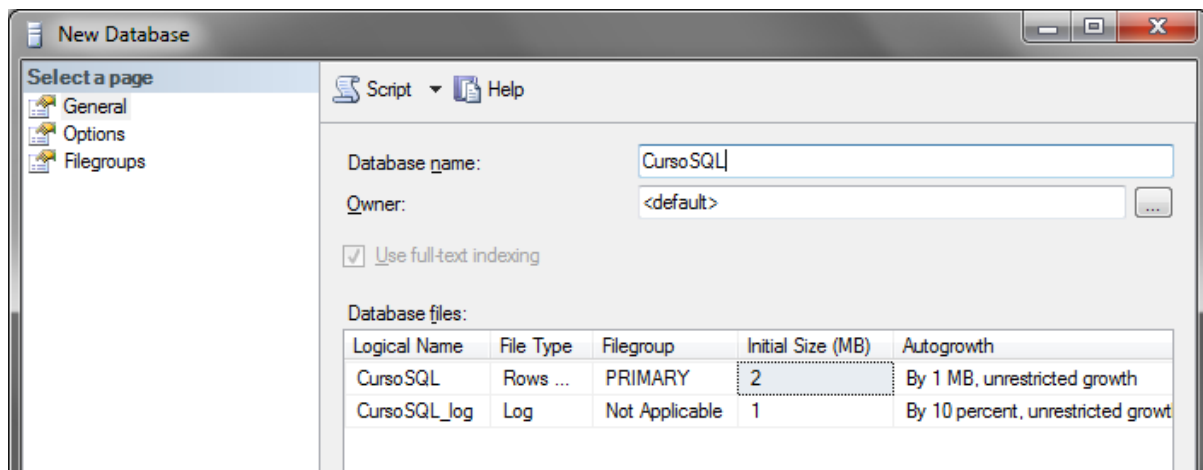 New Database
Select a page
General
Options
Filegroups
Script Help
Database name: CursoSQL
Owner: <default> ...
Use full-text indexing
Database files:
Logical Name File Type Filegroup Initial Size (MB) Autogrowth
CursoSQL Rows ... PRIMARY 2 By 1 MB, unrestricted growth
CursoSQL_log Log Not Applicable 1 By 10 percent, unrestricted growt